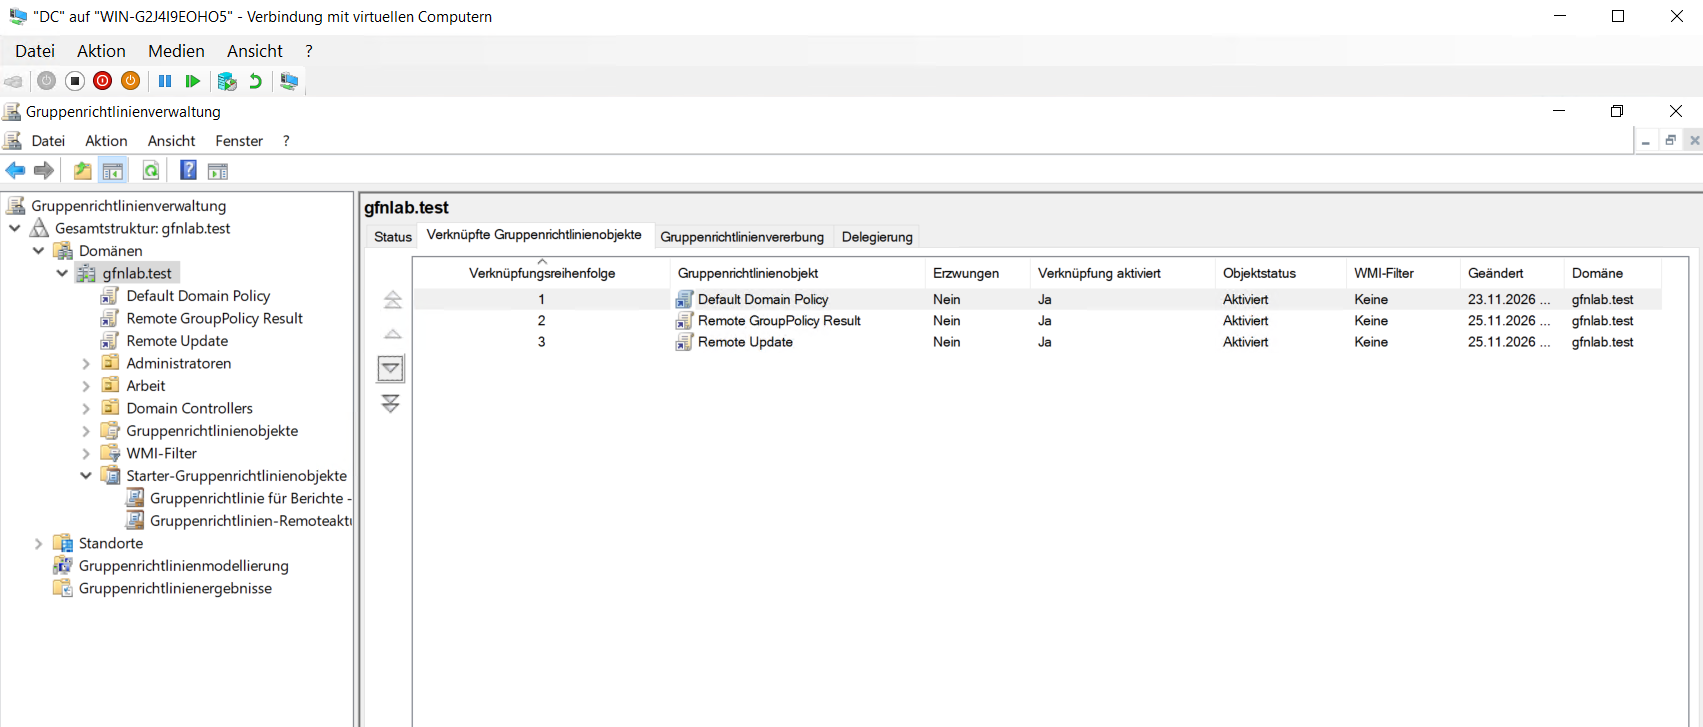 "DC" auf "WIN-G2J4I9EOHO5" - Verbindung mit virtuellen Computern
Datei Aktion Medien Ansicht ?
Gruppenrichtlinienverwaltung
Datei Aktion Ansicht Fenster ?
Gruppenrichtlinienverwaltung
Gesamtstruktur: gfnlab.test
Domänen
gfnlab.test
Default Domain Policy
Remote GroupPolicy Result
Remote Update
Administratoren
Arbeit
Domain Controllers
Gruppenrichtlinienobjekte
WMI-Filter
Starter-Gruppenrichtlinienobjekte
Gruppenrichtlinie für Berichte -
Gruppenrichtlinien-Remoteaktu
Standorte
Gruppenrichtlinienmodellierung
Gruppenrichtlinienergebnisse
gfnlab.test
Status Verknüpfte Gruppenrichtlinienobjekte Gruppenrichtlinienvererbung Delegierung
Verknüpfungsreihenfolge Gruppenrichtlinienobjekt Erzwungen Verknüpfung aktiviert Objektstatus WMI-Filter Geändert Domäne
1 Default Domain Policy Nein Ja Aktiviert Keine 23.11.2026 ... gfnlab.test
2 Remote GroupPolicy Result Nein Ja Aktiviert Keine 25.11.2026 ... gfnlab.test
3 Remote Update Nein Ja Aktiviert Keine 25.11.2026 ... gfnlab.test